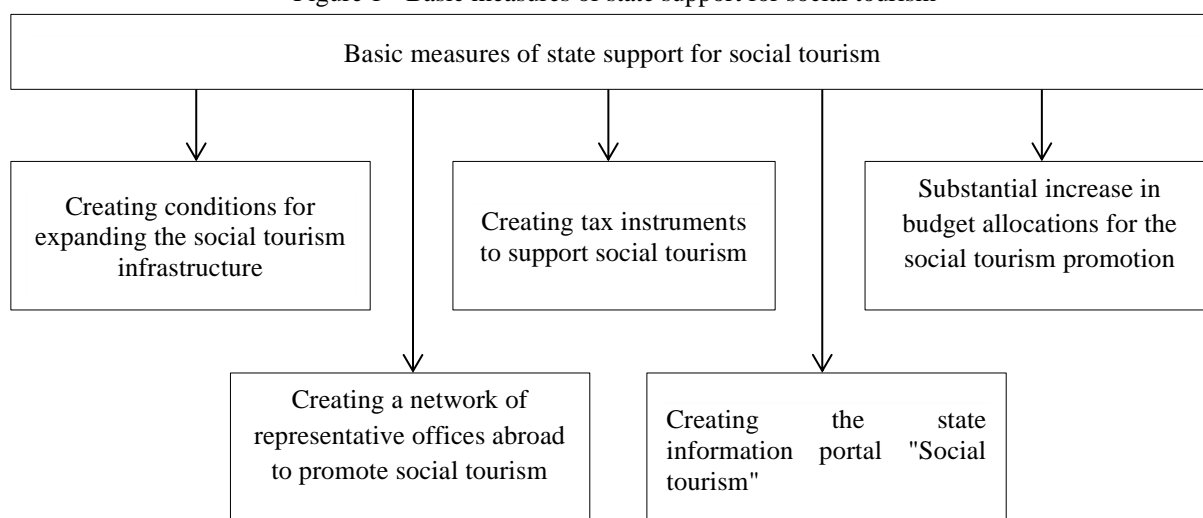 Figure 1 – Basic measures of state support for social tourism
Basic measures of state support for social tourism
Creating conditions for
expanding the social tourism
infrastructure
Creating tax instruments
to support social tourism
Substantial increase in
budget allocations for the
social tourism promotion
Creating a network of
representative offices abroad
to promote social tourism
Creating the state
information portal "Social
tourism"